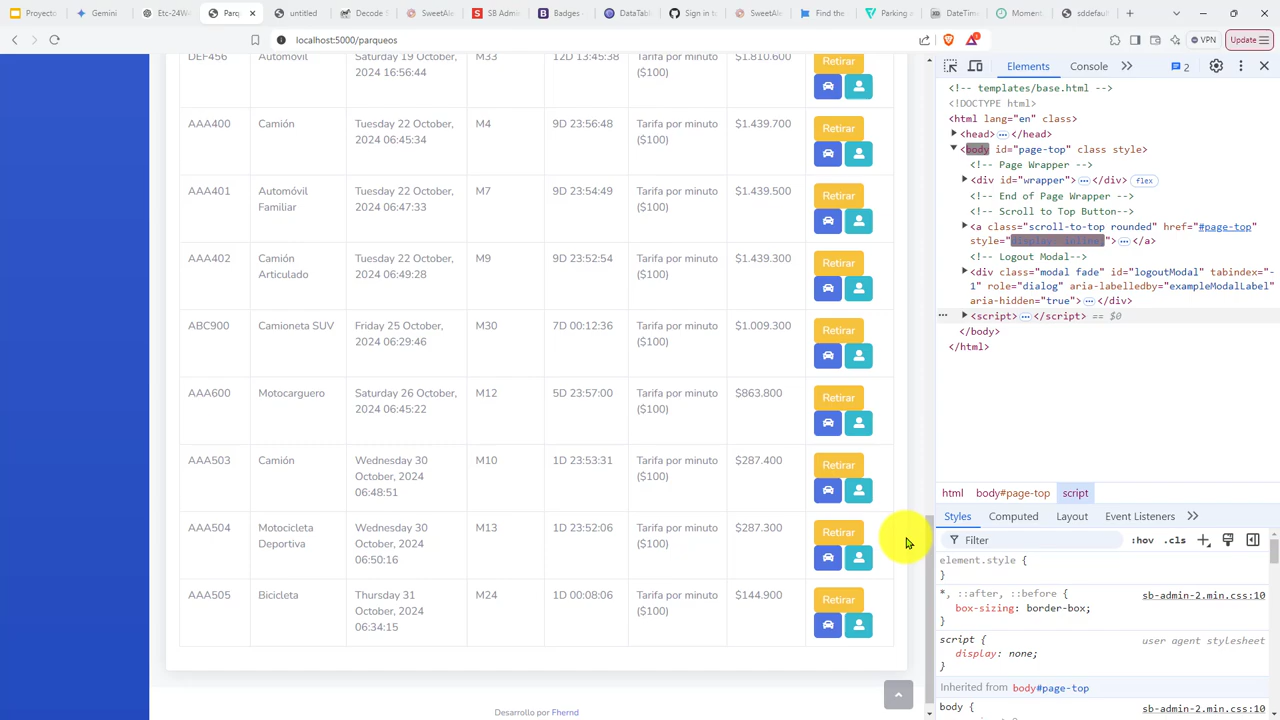 Proyecto
Gemini
Etc-24W
Parq
untitled
Decode S
SweetAle
SB Admi
Badges -
DataTabl
Sign in to
SweetAle
Find the
Parking a
DateTime
Moment.
sddefault
localhost:5000/parqueos
VPN
Update
DEF456 Automóvil Saturday 19 October, M33 12D 13:45:38 Tarifa por minuto $1.810.600 Retirar
2024 16:56:44 ($100)
AAA400 Camión Tuesday 22 October, M4 9D 23:56:48 Tarifa por minuto $1.439.700 Retirar
2024 06:45:34 ($100)
AAA401 Automóvil Tuesday 22 October, M7 9D 23:54:49 Tarifa por minuto $1.439.500 Retirar
Familiar 2024 06:47:33 ($100)
AAA402 Camión Tuesday 22 October, M9 9D 23:52:54 Tarifa por minuto $1.439.300 Retirar
Articulado 2024 06:49:28 ($100)
ABC900 Camioneta SUV Friday 25 October, M30 7D 00:12:36 Tarifa por minuto $1.009.300 Retirar
2024 06:29:46 ($100)
AAA600 Motocarguero Saturday 26 October, M12 5D 23:57:00 Tarifa por minuto $863.800 Retirar
2024 06:45:22 ($100)
AAA503 Camión Wednesday 30 M10 1D 23:53:31 Tarifa por minuto $287.400 Retirar
October, 2024 ($100)
06:48:51
AAA504 Motocicleta Wednesday 30 M13 1D 23:52:06 Tarifa por minuto $287.300 Retirar
Deportiva October, 2024 ($100)
06:50:16
AAA505 Bicicleta Thursday 31 M24 1D 00:08:06 Tarifa por minuto $144.900 Retirar
October, 2024 ($100)
06:34:15
Desarrollo por Fhernd
Elements Console 2
<!-- templates/base.html -->
<!DOCTYPE html>
<html lang="en" class>
<head> … </head>
<body id="page-top" class style>
<!-- Page Wrapper -->
<div id="wrapper"> … </div> flex
<!-- End of Page Wrapper -->
<!-- Scroll to Top Button-->
<a class="scroll-to-top rounded" href="#page-top"
style="display: inline;"> … </a>
<!-- Logout Modal-->
<div class="modal fade" id="logoutModal" tabindex="-
1" role="dialog" aria-labelledby="exampleModalLabel"
aria-hidden="true"> … </div>
<script> … </script> == $0
</body>
</html>
html body#page-top script
Styles Computed Layout Event Listeners
Filter :hov .cls
element.style {
}
*, ::after, ::before { sb-admin-2.min.css:10
box-sizing: border-box;
}
script { user agent stylesheet
display: none;
}
Inherited from body#page-top
body { sb-admin-2.min.css:10